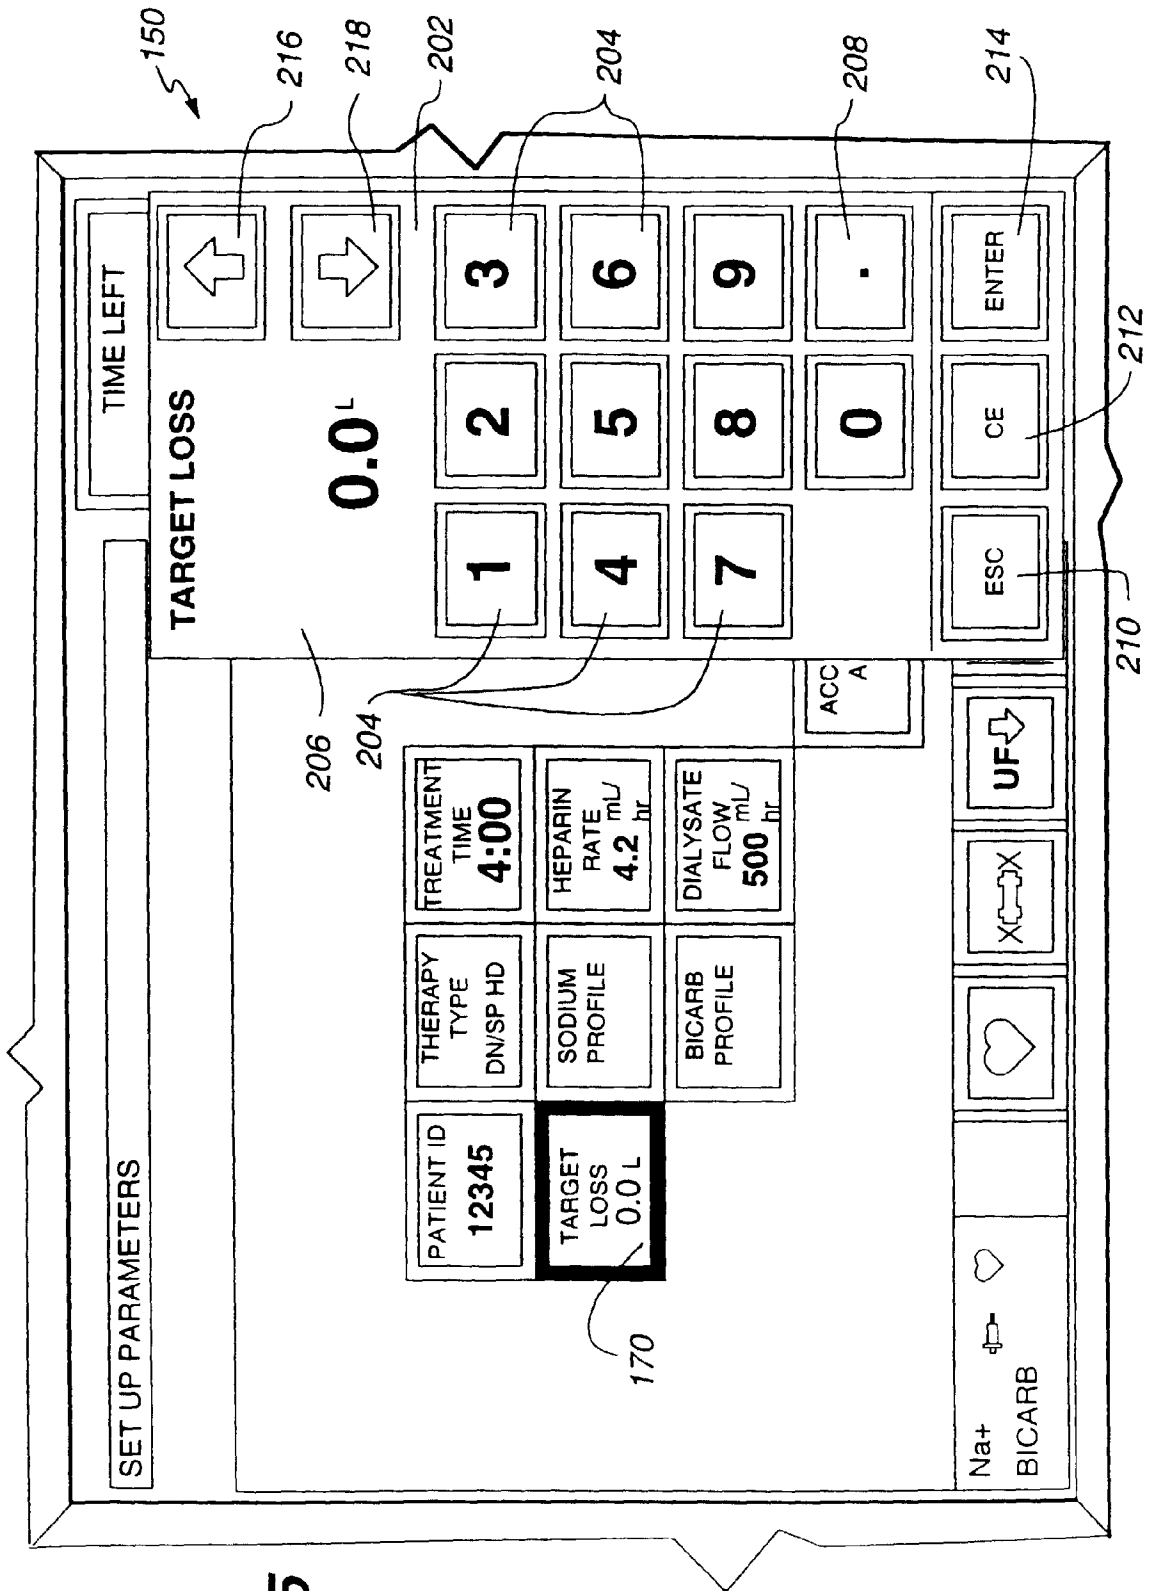 150
SET UP PARAMETERS
TIME LEFT
TARGET LOSS
216
0.0 L
218
202
206
204
1 2 3
204
4 5 6
7 8 9
0 .
208
ESC CE ENTER
214
210
212
PATIENT ID
12345
THERAPY
TYPE
DN/SP HD
TREATMENT
TIME
4:00
TARGET
LOSS
0.0 L
SODIUM
PROFILE
HEPARIN
RATE
4.2 mL/
hr
BICARB
PROFILE
DIALYSATE
FLOW
500 mL/
hr
ACC
A
170
Na+
BICARB
UF
5